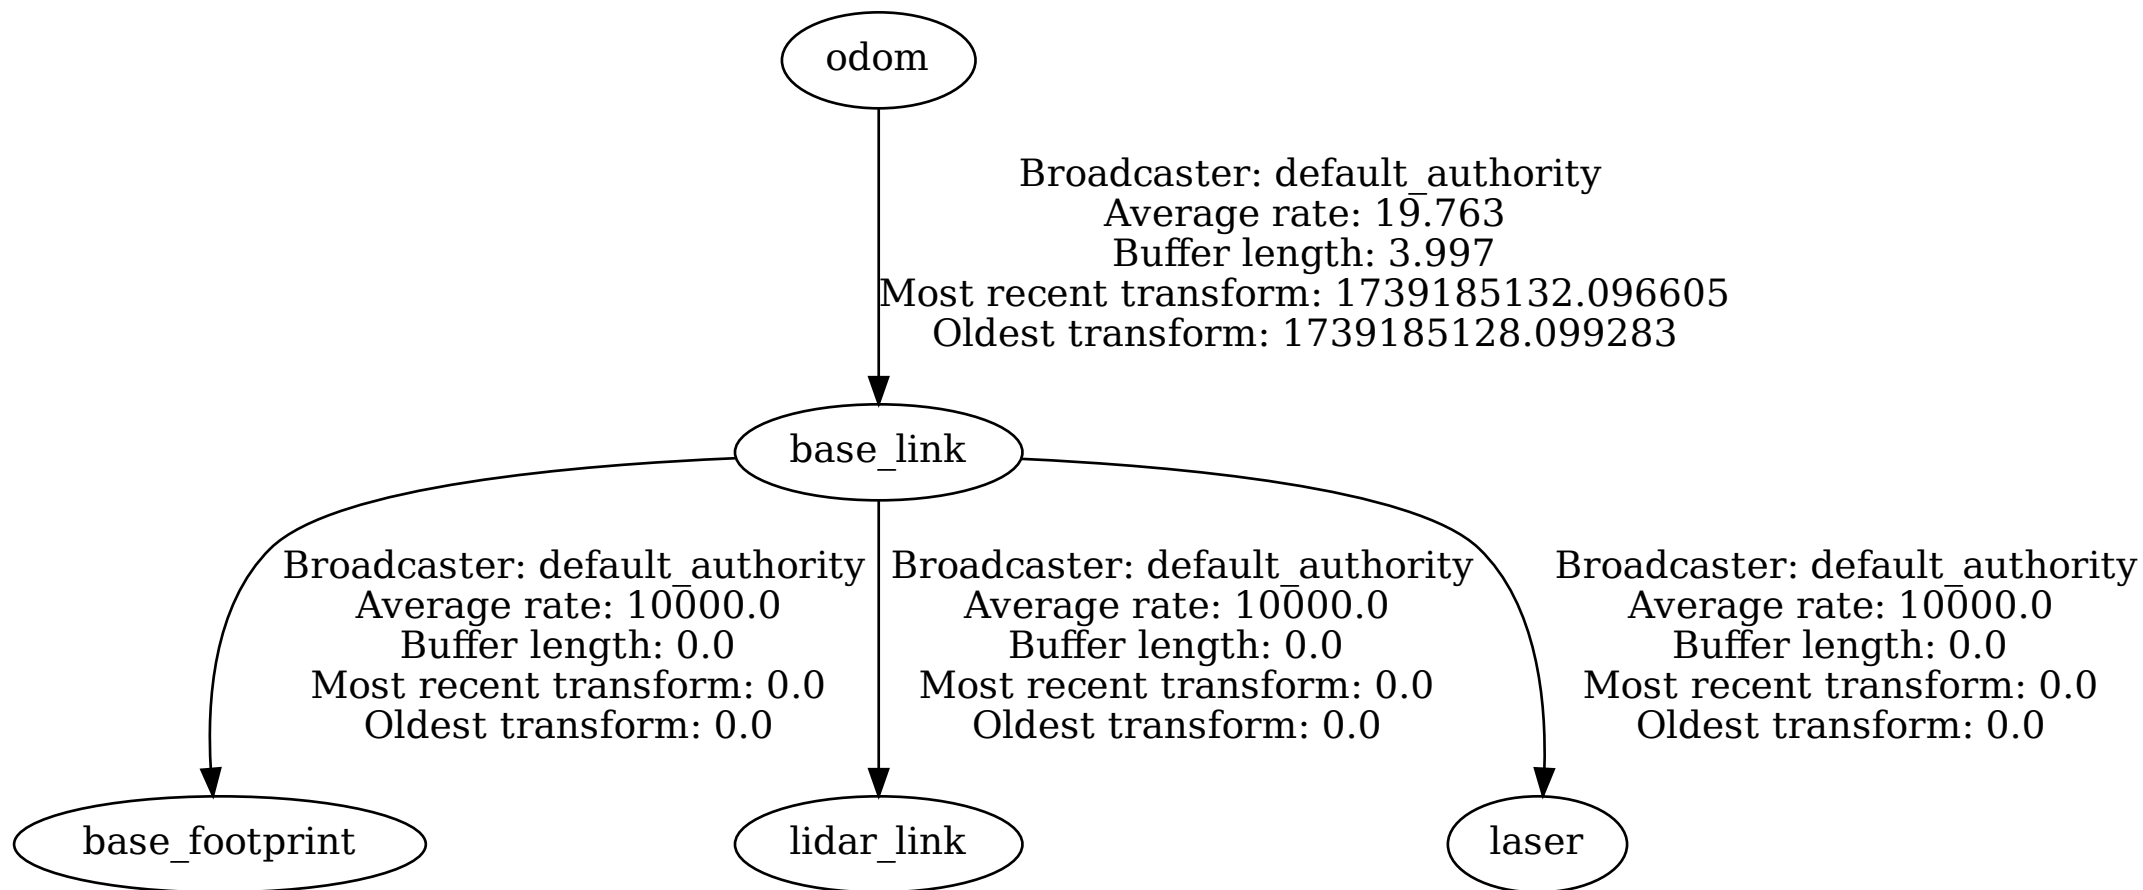 odom
Broadcaster: default_authority
Average rate: 19.763
Buffer length: 3.997
Most recent transform: 1739185132.096605
Oldest transform: 1739185128.099283
base_link
Broadcaster: default_authority
Average rate: 10000.0
Buffer length: 0.0
Most recent transform: 0.0
Oldest transform: 0.0
Broadcaster: default_authority
Average rate: 10000.0
Buffer length: 0.0
Most recent transform: 0.0
Oldest transform: 0.0
Broadcaster: default_authority
Average rate: 10000.0
Buffer length: 0.0
Most recent transform: 0.0
Oldest transform: 0.0
base_footprint
lidar_link
laser